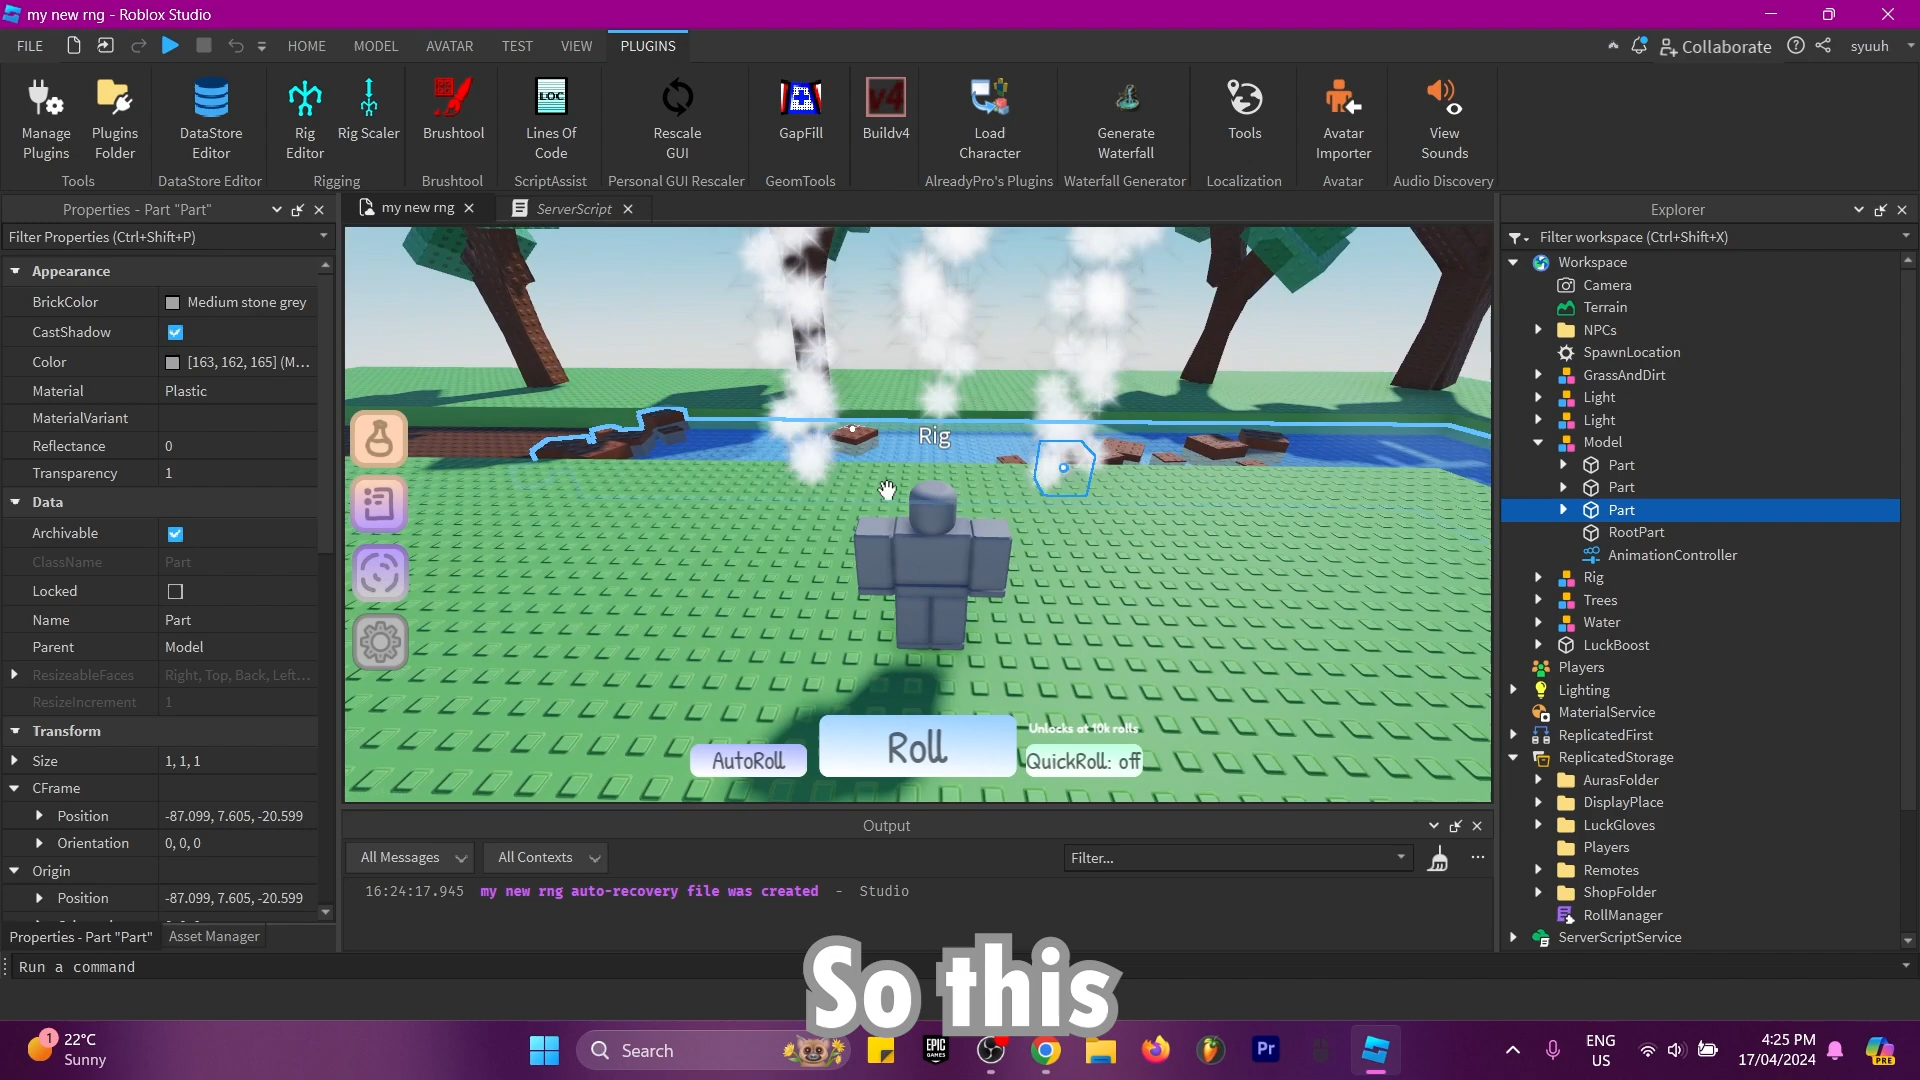 my new rng - Roblox Studio
FILE HOME MODEL AVATAR TEST VIEW PLUGINS Collaborate syuuh
Manage Plugins
Plugins Folder
DataStore Editor
Rig Editor
Rig Scaler
Brushtool
LOC
Lines Of Code
Rescale GUI
GapFill
v4
Buildv4
Load Character
Generate Waterfall
Tools
Avatar Importer
View Sounds
Tools DataStore Editor Rigging Brushtool ScriptAssist Personal GUI Rescaler GeomTools AlreadyPro's Plugins Waterfall Generator Localization Avatar Audio Discovery
Properties - Part "Part"
Filter Properties (Ctrl+Shift+P)
Appearance
BrickColor Medium stone grey
CastShadow
Color [163, 162, 165] (M...
Material Plastic
MaterialVariant
Reflectance 0
Transparency 1
Data
Archivable
ClassName Part
Locked
Name Part
Parent Model
ResizeableFaces Right, Top, Back, Left...
ResizeIncrement 1
Transform
Size 1, 1, 1
CFrame
Position -87.099, 7.605, -20.599
Orientation 0, 0, 0
Origin
Position -87.099, 7.605, -20.599
Properties - Part "Part" Asset Manager
Run a command
my new rng ServerScript
Rig
AutoRoll
Roll
Unlocks at 10k rolls
QuickRoll: off
Output
All Messages All Contexts Filter...
16:24:17.945 my new rng auto-recovery file was created - Studio
Explorer
Filter workspace (Ctrl+Shift+X)
Workspace
Camera
Terrain
NPCs
SpawnLocation
GrassAndDirt
Light
Light
Model
Part
Part
Part
RootPart
AnimationController
Rig
Trees
Water
LuckBoost
Players
Lighting
MaterialService
ReplicatedFirst
ReplicatedStorage
AurasFolder
DisplayPlace
LuckGloves
Players
Remotes
ShopFolder
RollManager
ServerScriptService
So this
1
22°C
Sunny
Search
EPIC GAMES
Pr
ENG
US
4:25 PM
17/04/2024
PRE